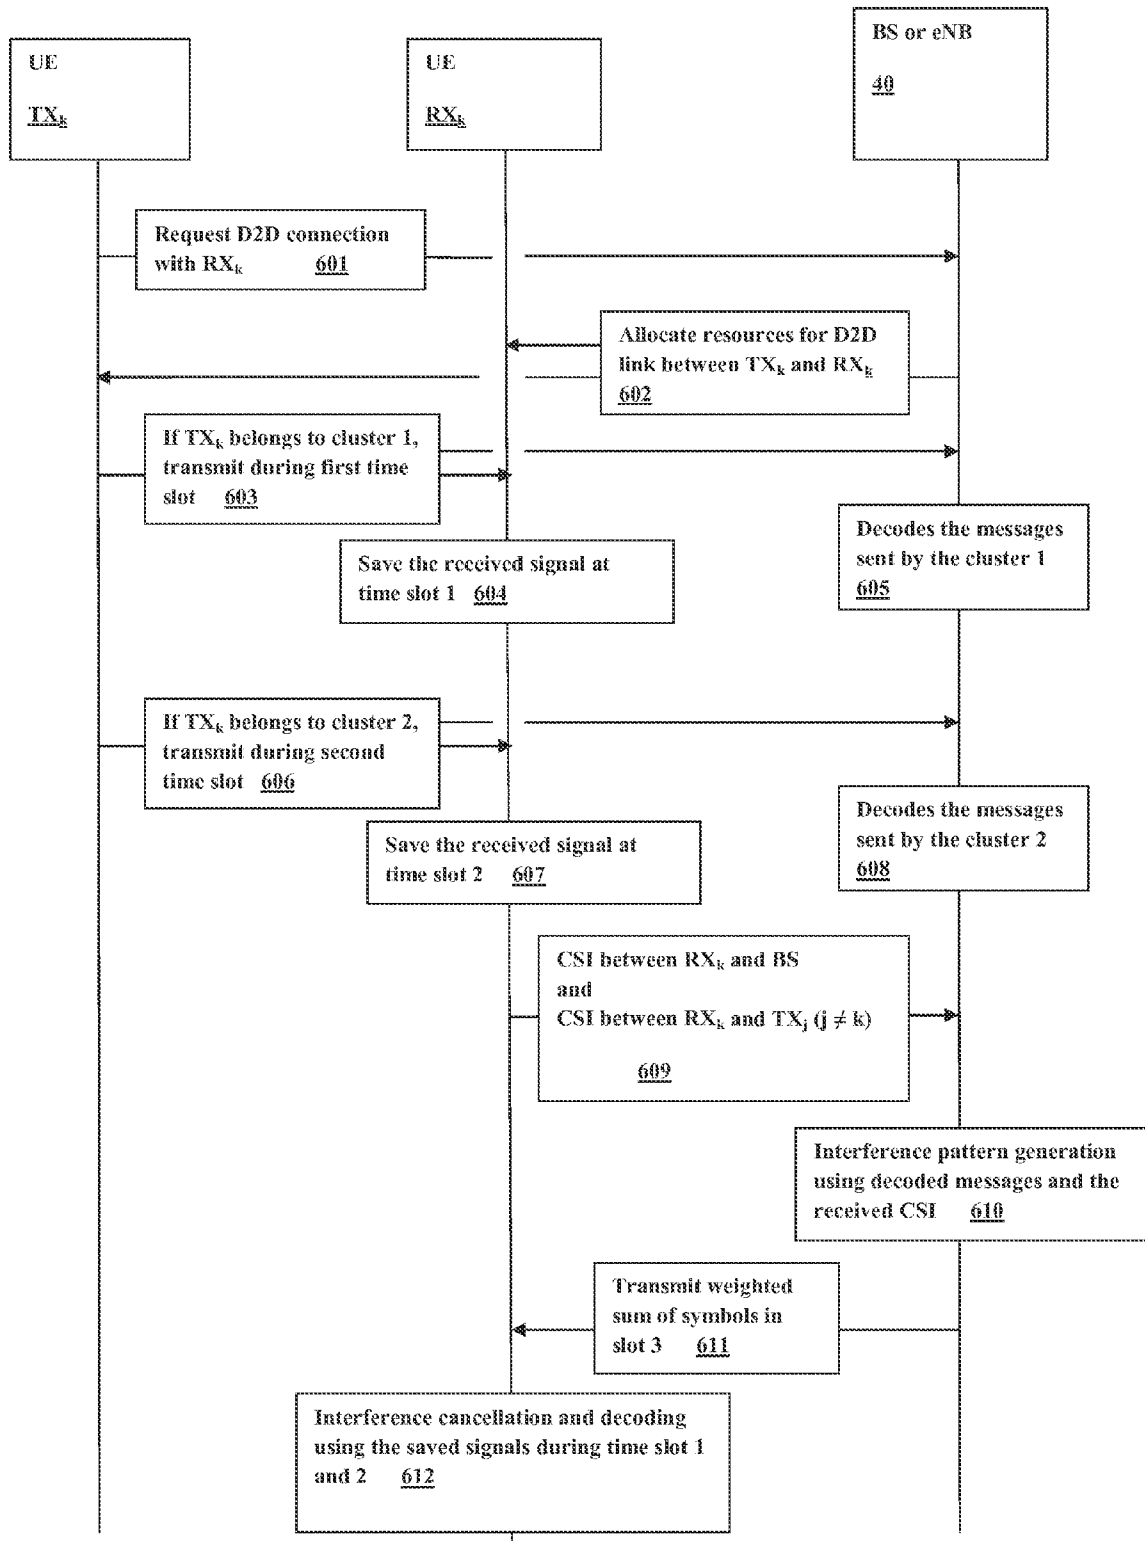 UE
TXk
UE
RXk
BS or eNB
40
Request D2D connection
with RXk 601
Allocate resources for D2D
link between TXk and RXk
602
If TXk belongs to cluster 1,
transmit during first time
slot 603
Save the received signal at
time slot 1 604
Decodes the messages
sent by the cluster 1
605
If TXk belongs to cluster 2,
transmit during second
time slot 606
Save the received signal at
time slot 2 607
Decodes the messages
sent by the cluster 2
608
CSI between RXk and BS
and
CSI between RXk and TXj (j ≠ k)
609
Interference pattern generation
using decoded messages and the
received CSI 610
Transmit weighted
sum of symbols in
slot 3 611
Interference cancellation and decoding
using the saved signals during time slot 1
and 2 612